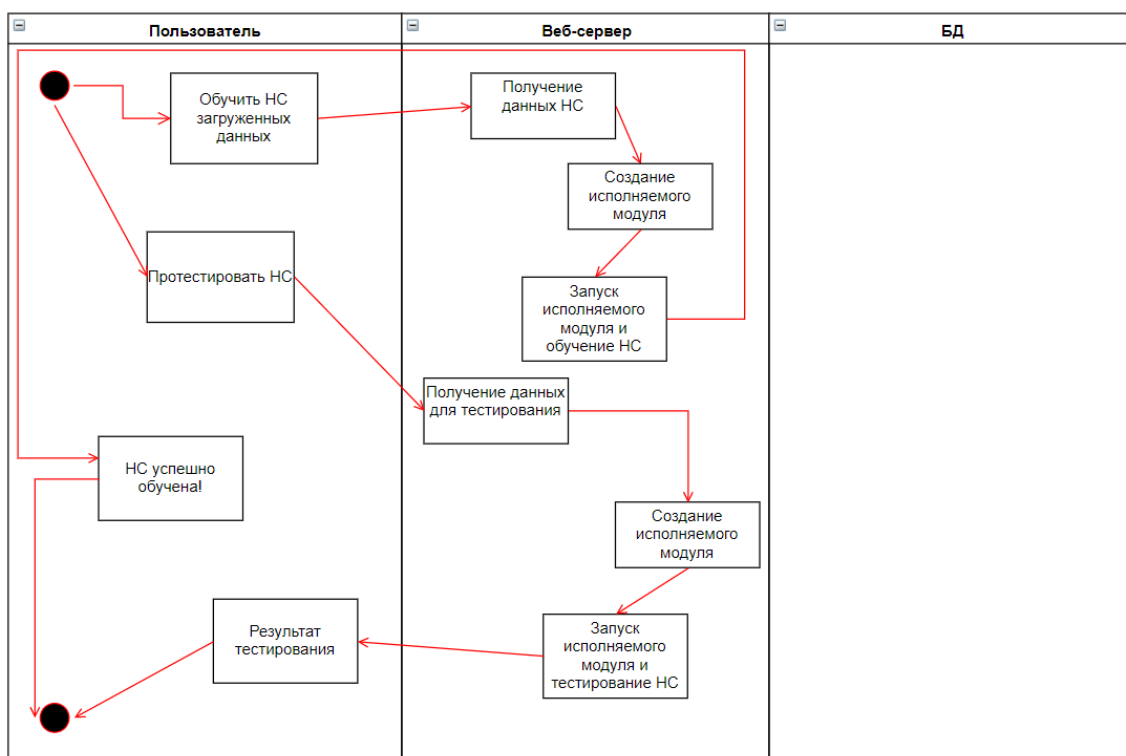 Пользователь
Веб-сервер
БД
Обучить НС
загруженных
данных
Получение
данных НС
Создание
исполняемого
модуля
Протестировать НС
Запуск
исполняемого
модуля и
обучение НС
Получение данных
для тестирования
НС успешно
обучена!
Создание
исполняемого
модуля
Результат
тестирования
Запуск
исполняемого
модуля и
тестирование НС